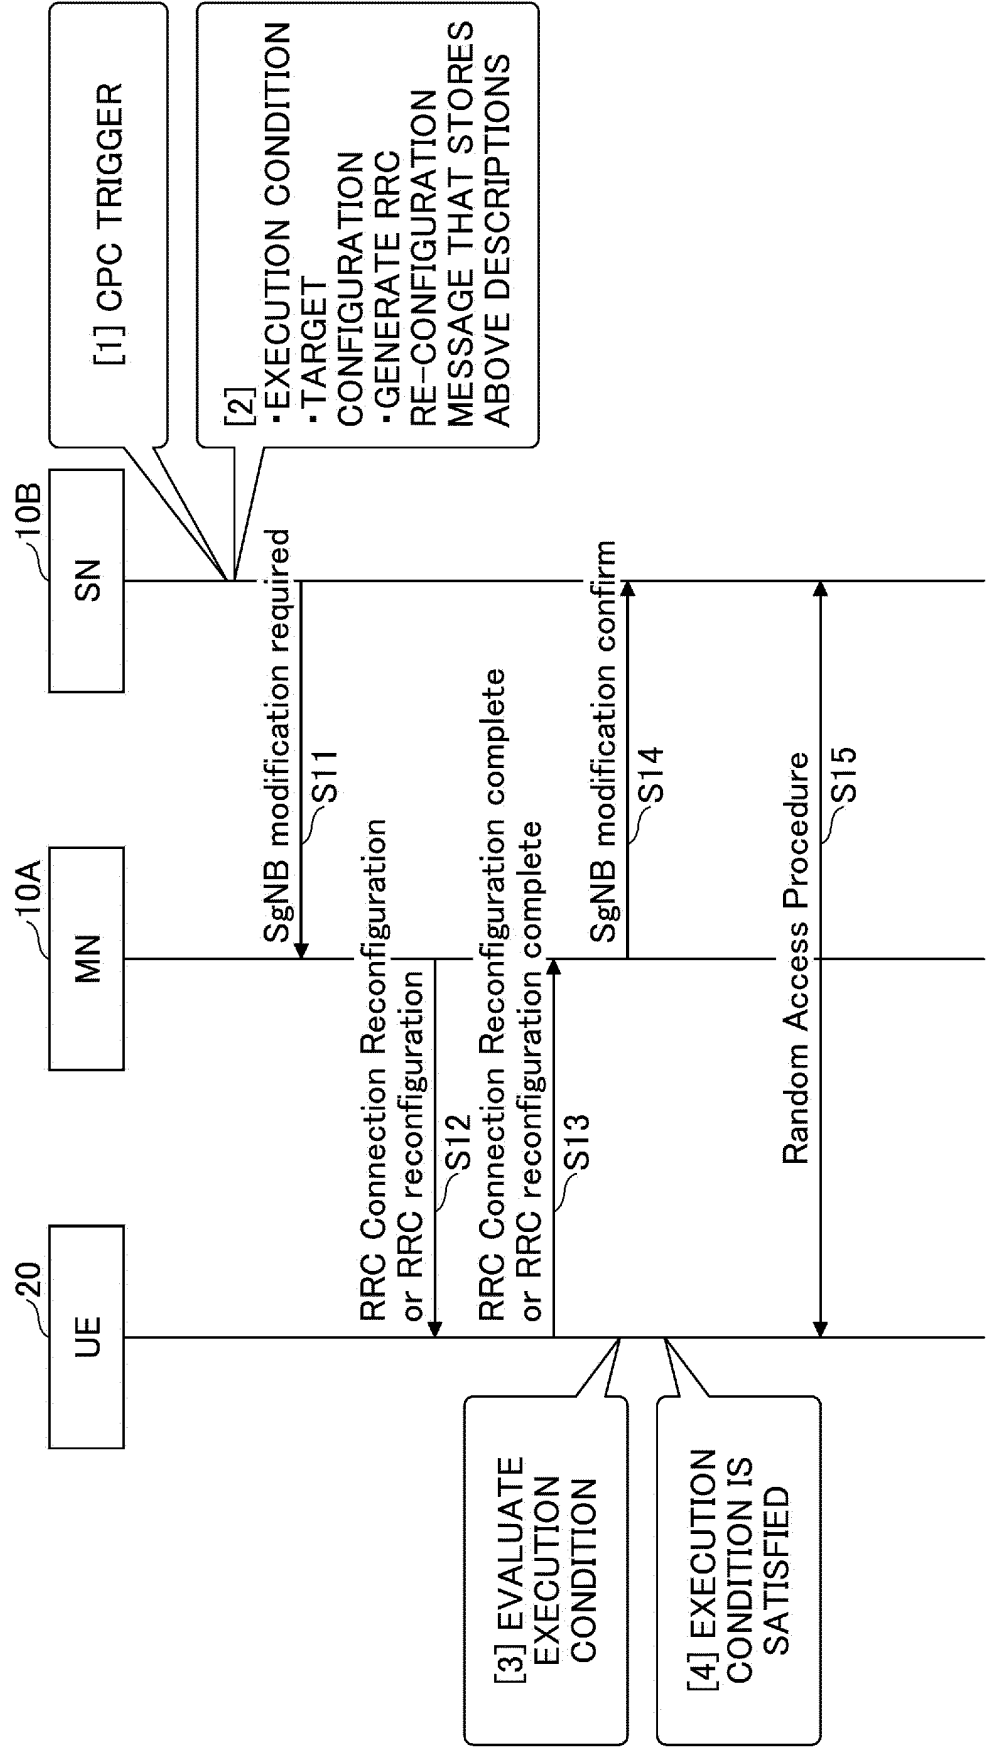 20
UE
10A
MN
10B
SN
[1] CPC TRIGGER
[2]
・EXECUTION CONDITION
・TARGET
CONFIGURATION
・GENERATE RRC
RE-CONFIGURATION
MESSAGE THAT STORES
ABOVE DESCRIPTIONS
SgNB modification required
S11
RRC Connection Reconfiguration
or RRC reconfiguration
S12
RRC Connection Reconfiguration complete
or RRC reconfiguration complete
S13
[3] EVALUATE
EXECUTION
CONDITION
SgNB modification confirm
S14
[4] EXECUTION
CONDITION IS
SATISFIED
Random Access Procedure
S15